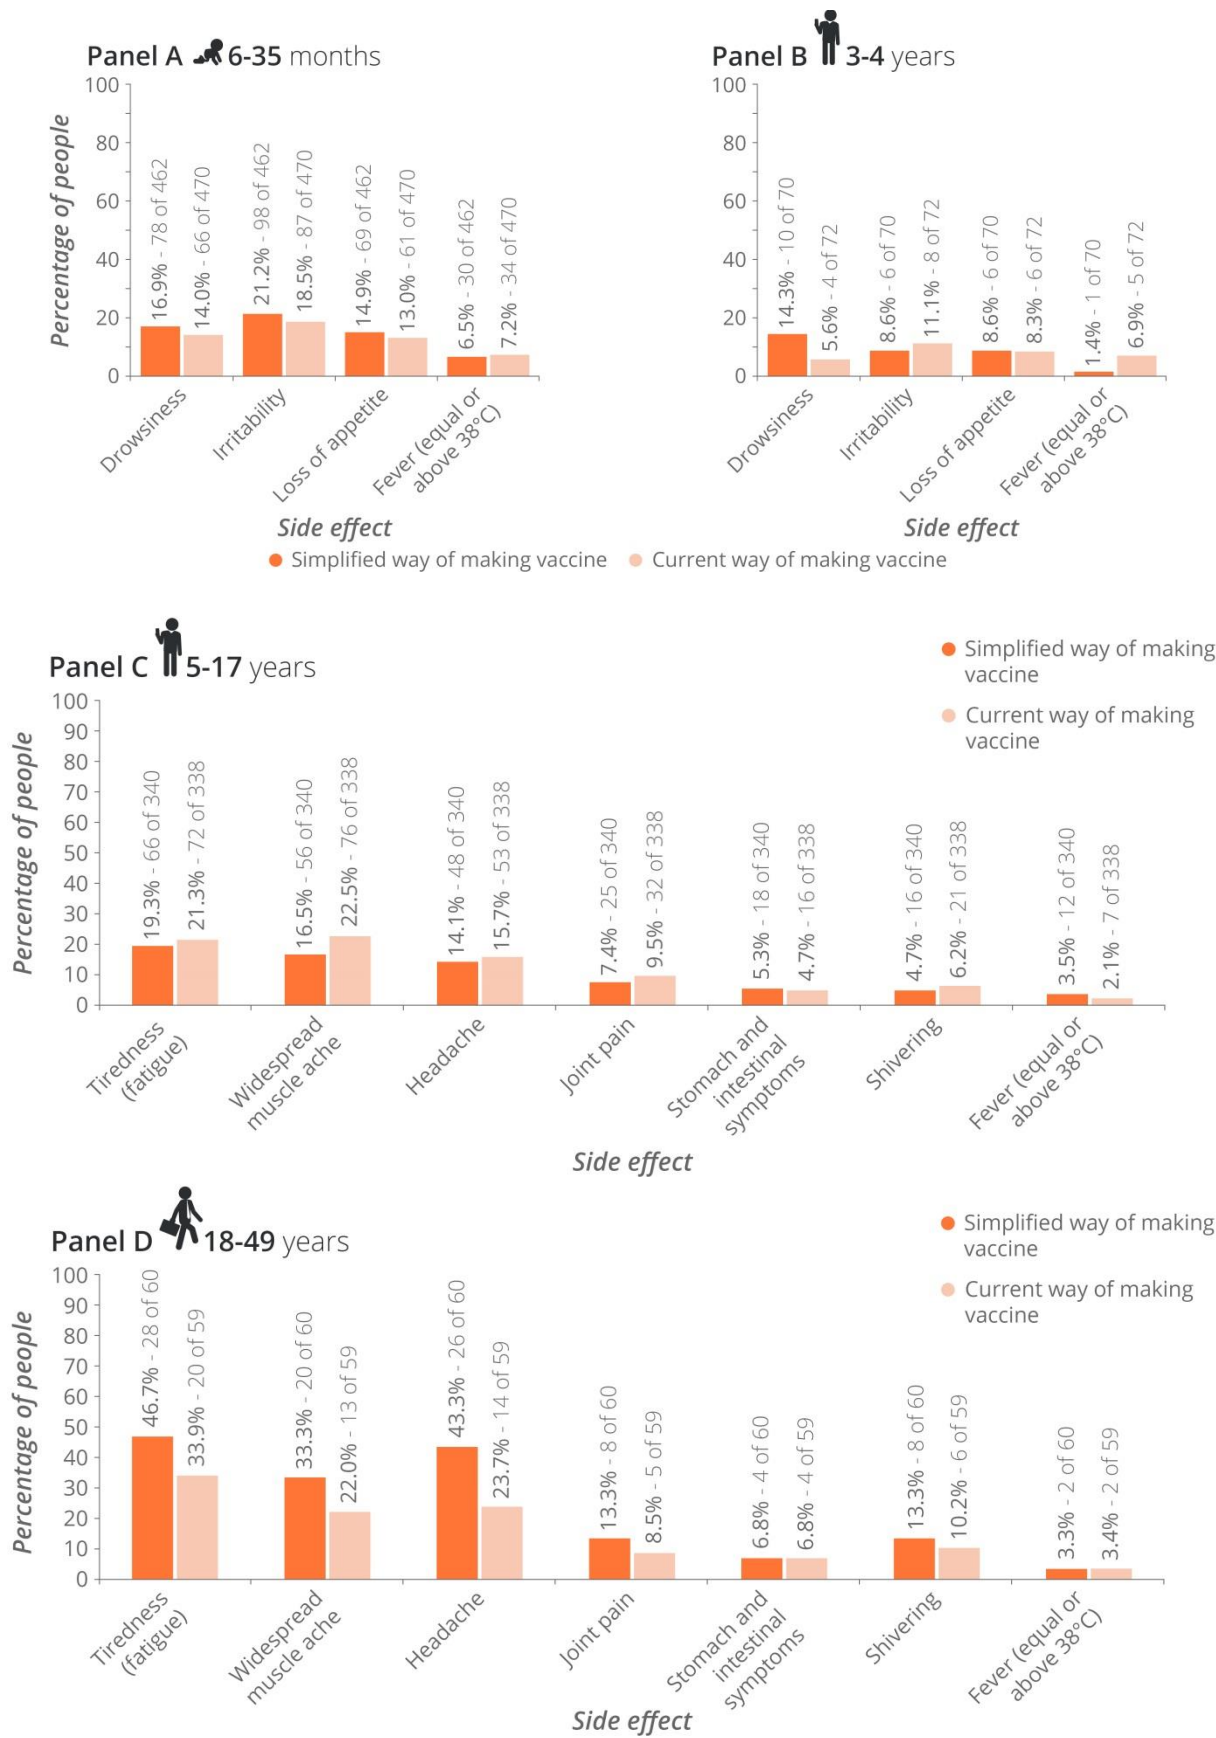 Panel A 6-35 months
Percentage of people
100
80
60
40
20
0
16.9% - 78 of 462
14.0% - 66 of 470
21.2% - 98 of 462
18.5% - 87 of 470
14.9% - 69 of 462
13.0% - 61 of 470
6.5% - 30 of 462
7.2% - 34 of 470
Drowsiness
Irritability
Loss of appetite
Fever (equal or
above 38°C)
Side effect
Panel B 3-4 years
100
80
60
40
20
0
14.3% - 10 of 70
5.6% - 4 of 72
8.6% - 6 of 70
11.1% - 8 of 72
8.6% - 6 of 70
8.3% - 6 of 72
1.4% - 1 of 70
6.9% - 5 of 72
Drowsiness
Irritability
Loss of appetite
Fever (equal or
above 38°C)
Side effect
Simplified way of making vaccine
Current way of making vaccine
Panel C 5-17 years
Simplified way of making
vaccine
Current way of making
vaccine
Percentage of people
100
90
80
70
60
50
40
30
20
10
0
19.3% - 66 of 340
21.3% - 72 of 338
16.5% - 56 of 340
22.5% - 76 of 338
14.1% - 48 of 340
15.7% - 53 of 338
7.4% - 25 of 340
9.5% - 32 of 338
5.3% - 18 of 340
4.7% - 16 of 338
4.7% - 16 of 340
6.2% - 21 of 338
3.5% - 12 of 340
2.1% - 7 of 338
Tiredness
(fatigue)
Widespread
muscle ache
Headache
Joint pain
Stomach and
intestinal
symptoms
Shivering
Fever (equal or
above 38°C)
Side effect
Panel D 18-49 years
Simplified way of making
vaccine
Current way of making
vaccine
Percentage of people
100
90
80
70
60
50
40
30
20
10
0
46.7% - 28 of 60
33.9% - 20 of 59
33.3% - 20 of 60
22.0% - 13 of 59
43.3% - 26 of 60
23.7% - 14 of 59
13.3% - 8 of 60
8.5% - 5 of 59
6.8% - 4 of 60
6.8% - 4 of 59
13.3% - 8 of 60
10.2% - 6 of 59
3.3% - 2 of 60
3.4% - 2 of 59
Tiredness
(fatigue)
Widespread
muscle ache
Headache
Joint pain
Stomach and
intestinal
symptoms
Shivering
Fever (equal or
above 38°C)
Side effect